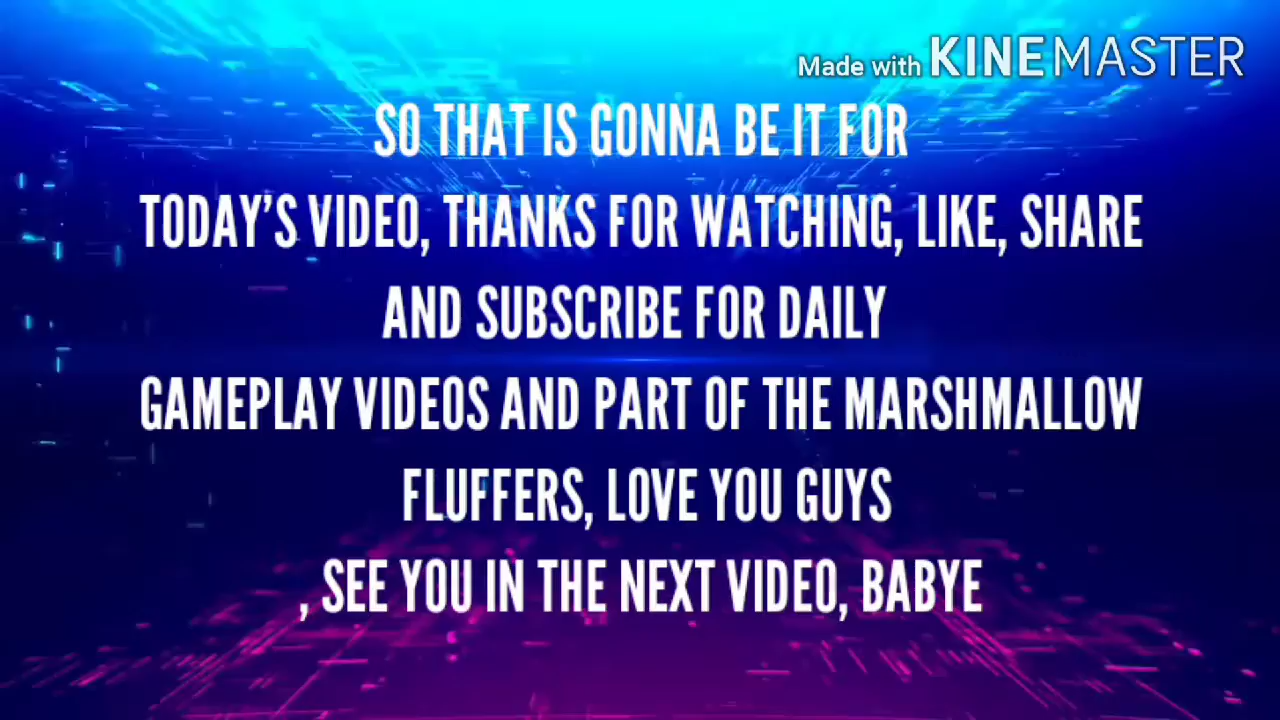 Made with KINEMASTER
SO THAT IS GONNA BE IT FOR
TODAY'S VIDEO, THANKS FOR WATCHING, LIKE, SHARE
AND SUBSCRIBE FOR DAILY
GAMEPLAY VIDEOS AND PART OF THE MARSHMALLOW
FLUFFERS, LOVE YOU GUYS
, SEE YOU IN THE NEXT VIDEO, BABYE